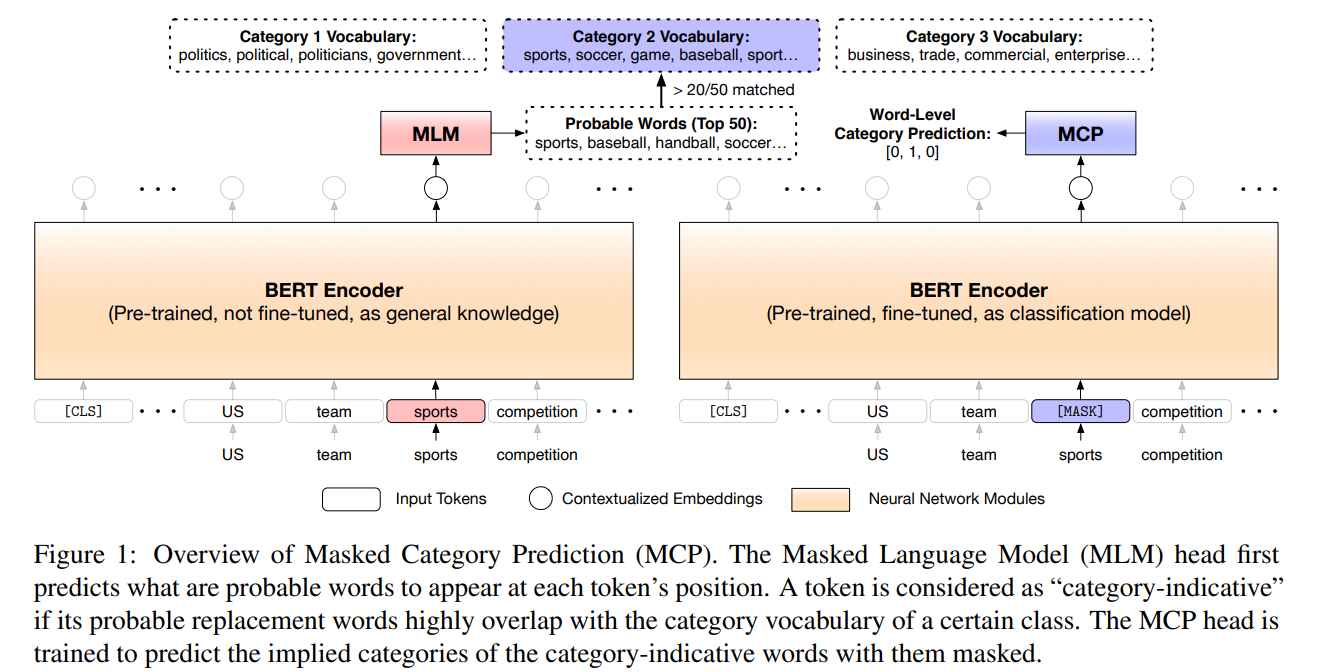 Category 1 Vocabulary:
politics, political, politicians, government…
Category 2 Vocabulary:
sports, soccer, game, baseball, sport…
Category 3 Vocabulary:
business, trade, commercial, enterprise…
> 20/50 matched
MLM
Probable Words (Top 50):
sports, baseball, handball, soccer…
Word-Level
Category Prediction:
[0, 1, 0]
MCP
BERT Encoder
(Pre-trained, not fine-tuned, as general knowledge)
BERT Encoder
(Pre-trained, fine-tuned, as classification model)
[CLS] US team sports competition
US team sports competition
[CLS] US team [MASK] competition
US team sports competition
Input Tokens
Contextualized Embeddings
Neural Network Modules
Figure 1: Overview of Masked Category Prediction (MCP). The Masked Language Model (MLM) head first
predicts what are probable words to appear at each token's position. A token is considered as “category-indicative”
if its probable replacement words highly overlap with the category vocabulary of a certain class. The MCP head is
trained to predict the implied categories of the category-indicative words with them masked.